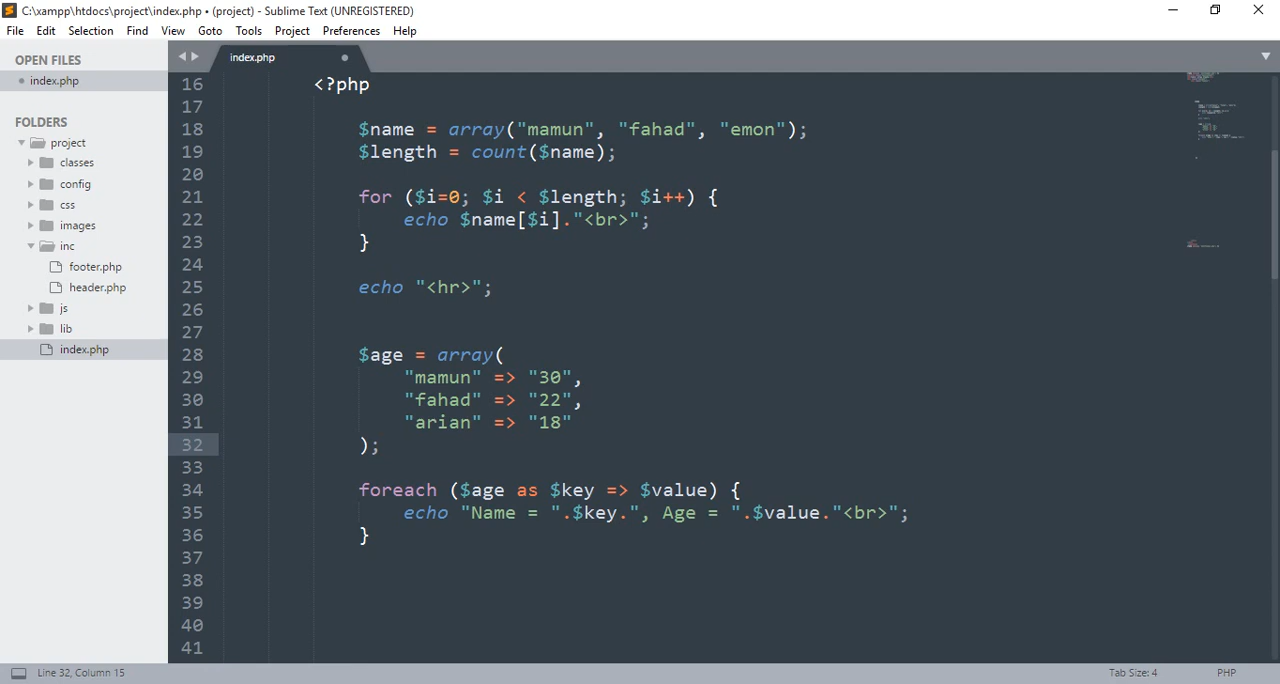 C:\xampp\htdocs\project\index.php • (project) - Sublime Text (UNREGISTERED)
File Edit Selection Find View Goto Tools Project Preferences Help
OPEN FILES
index.php
FOLDERS
project
classes
config
css
images
inc
footer.php
header.php
js
lib
index.php
index.php
16 <?php
17
18 $name = array("mamun", "fahad", "emon");
19 $length = count($name);
20
21 for ($i=0; $i < $length; $i++) {
22 echo $name[$i]."<br>";
23 }
24
25 echo "<hr>";
26
27
28 $age = array(
29 "mamun" => "30",
30 "fahad" => "22",
31 "arian" => "18"
32 );
33
34 foreach ($age as $key => $value) {
35 echo "Name = ".$key.", Age = ".$value."<br>";
36 }
37
38
39
40
41
Line 32, Column 15 Tab Size: 4 PHP